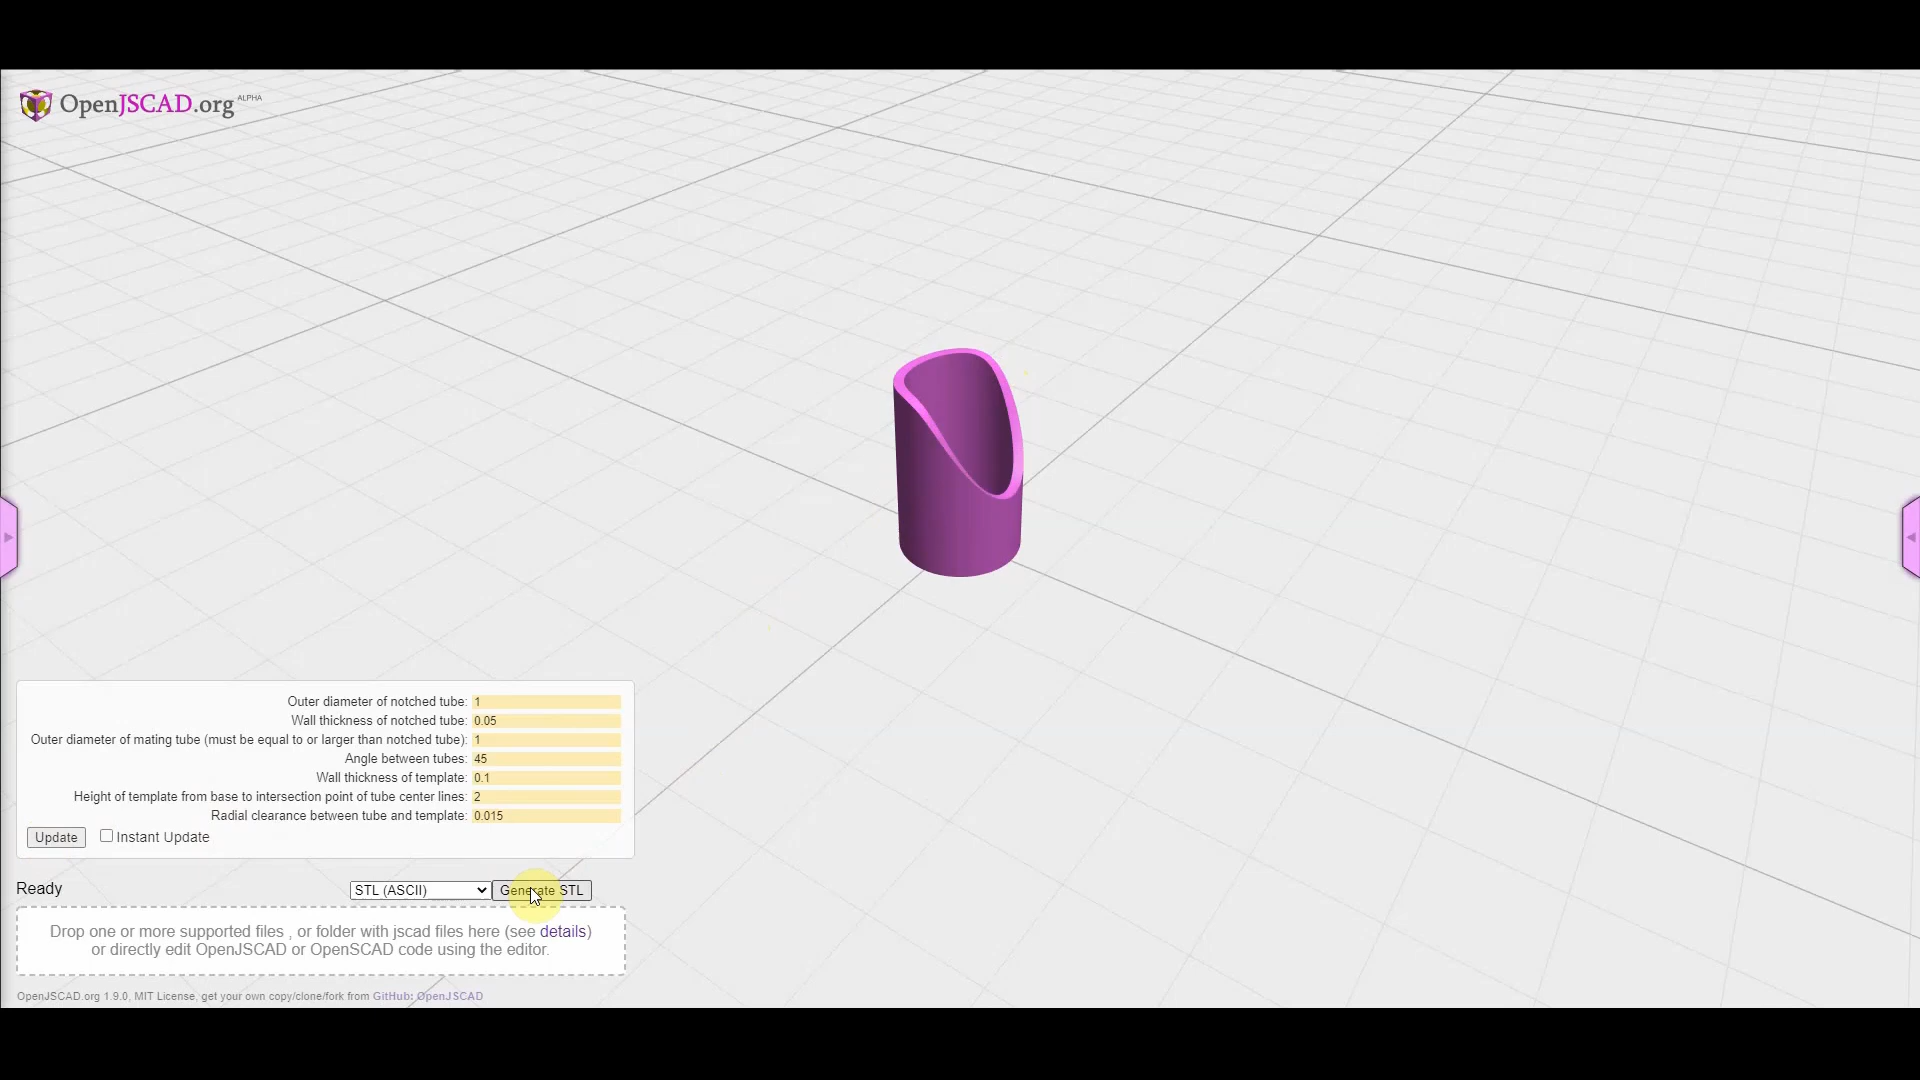 OpenJSCAD.org ALPHA
Outer diameter of notched tube: 1
Wall thickness of notched tube: 0.05
Outer diameter of mating tube (must be equal to or larger than notched tube): 1
Angle between tubes: 45
Wall thickness of template: 0.1
Height of template from base to intersection point of tube center lines: 2
Radial clearance between tube and template: 0.015
Update Instant Update
Ready STL (ASCII) Generate STL
Drop one or more supported files , or folder with jscad files here (see details)
or directly edit OpenJSCAD or OpenSCAD code using the editor.
OpenJSCAD.org 1.9.0, MIT License, get your own copy/clone/fork from GitHub: OpenJSCAD